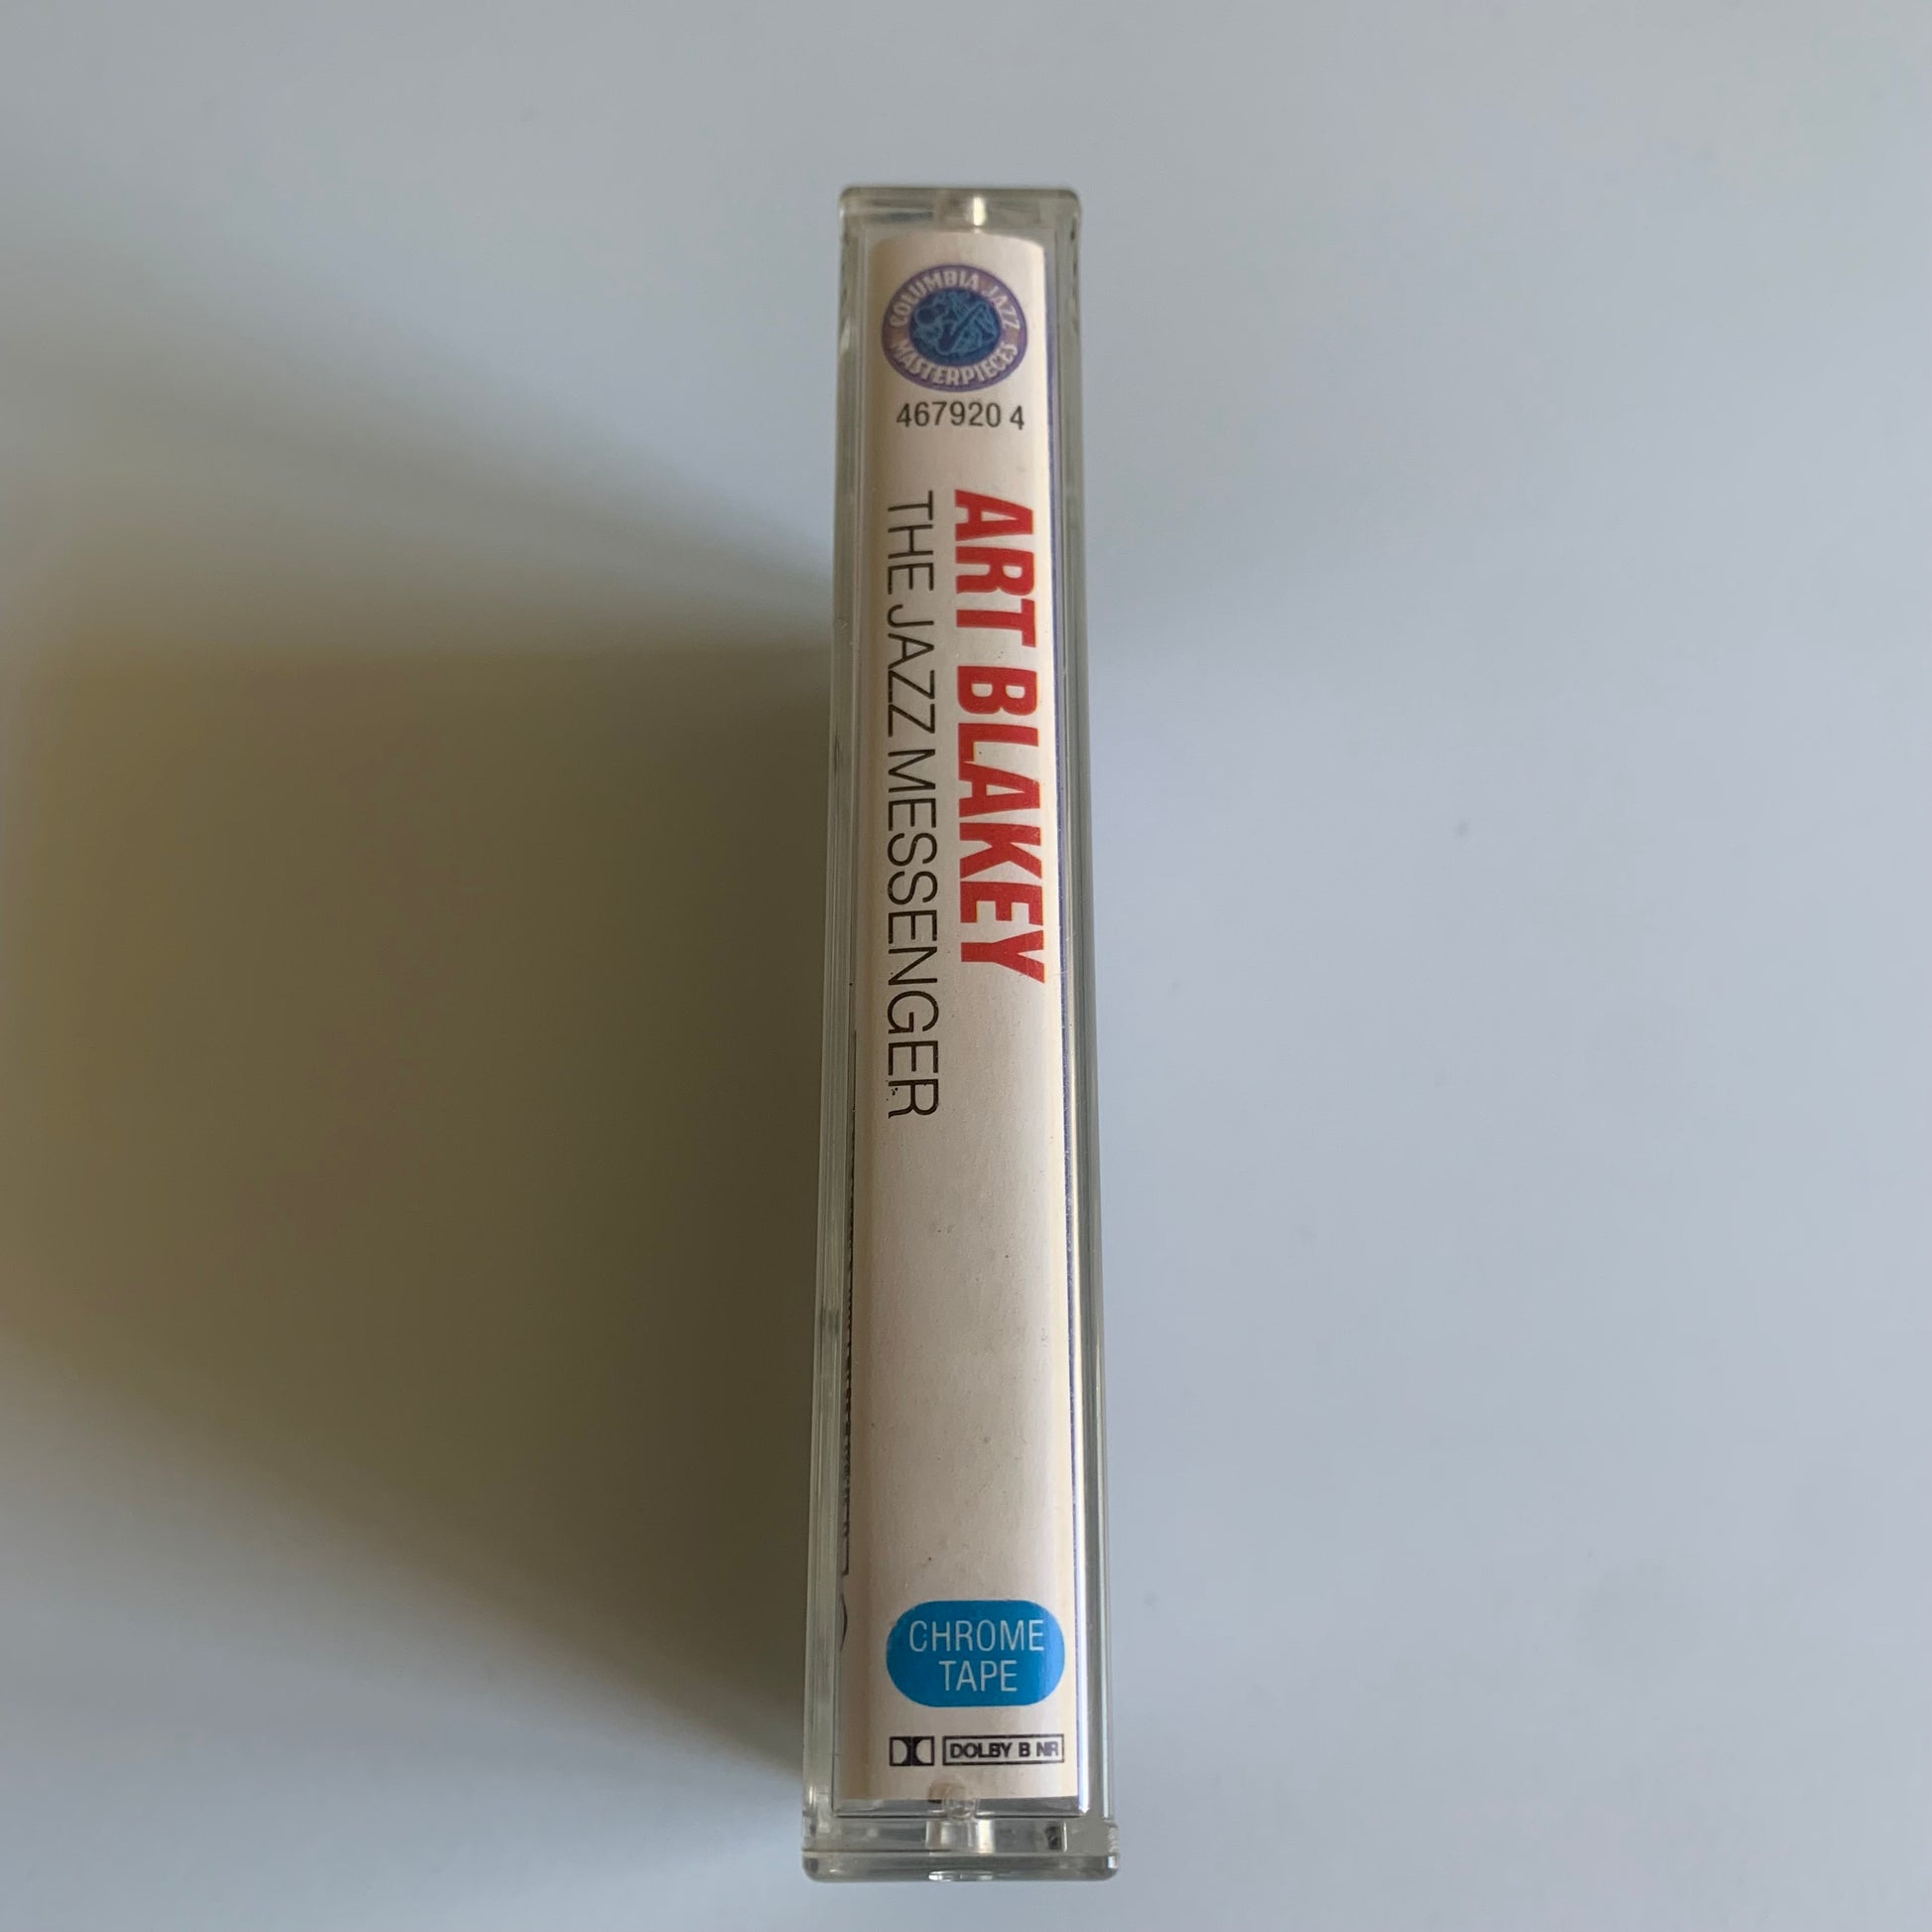 COLUMBIA JAZZ
MASTERPIECES
467920 4
ART BLAKEY
THE JAZZ MESSENGER
CHROME
TAPE
DOLBY B NR